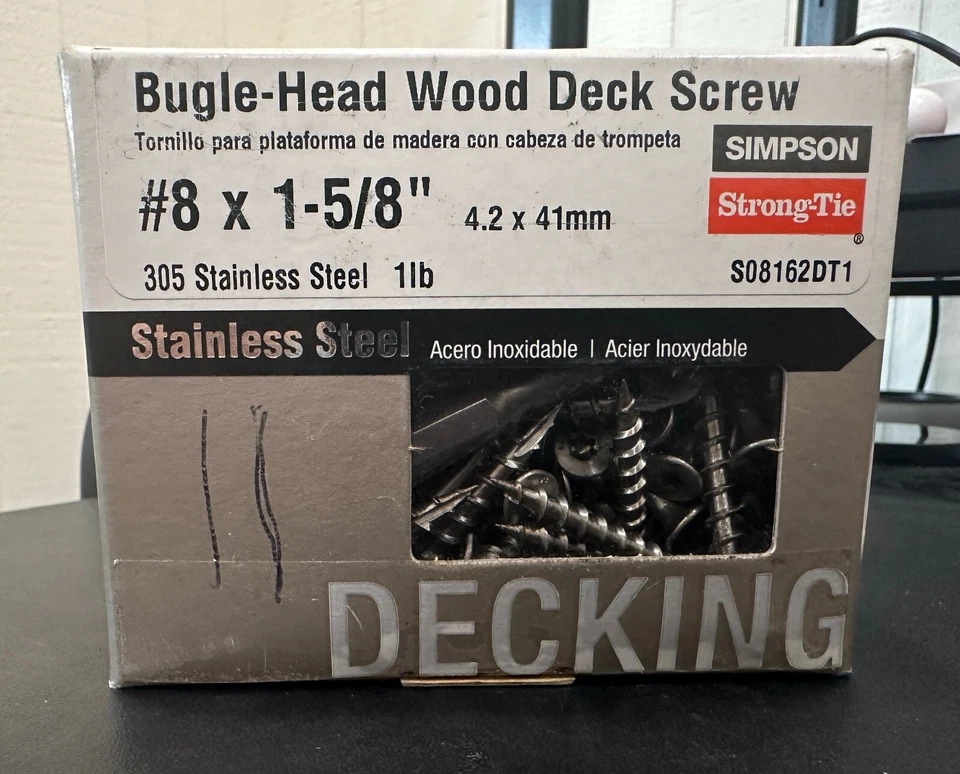 Bugle-Head Wood Deck Screw
Tornillo para plataforma de madera con cabeza de trompeta
#8 x 1-5/8" 4.2 x 41mm
SIMPSON
Strong-Tie
®
305 Stainless Steel 1lb
S08162DT1
Stainless Steel Acero Inoxidable | Acier Inoxydable
DECKING